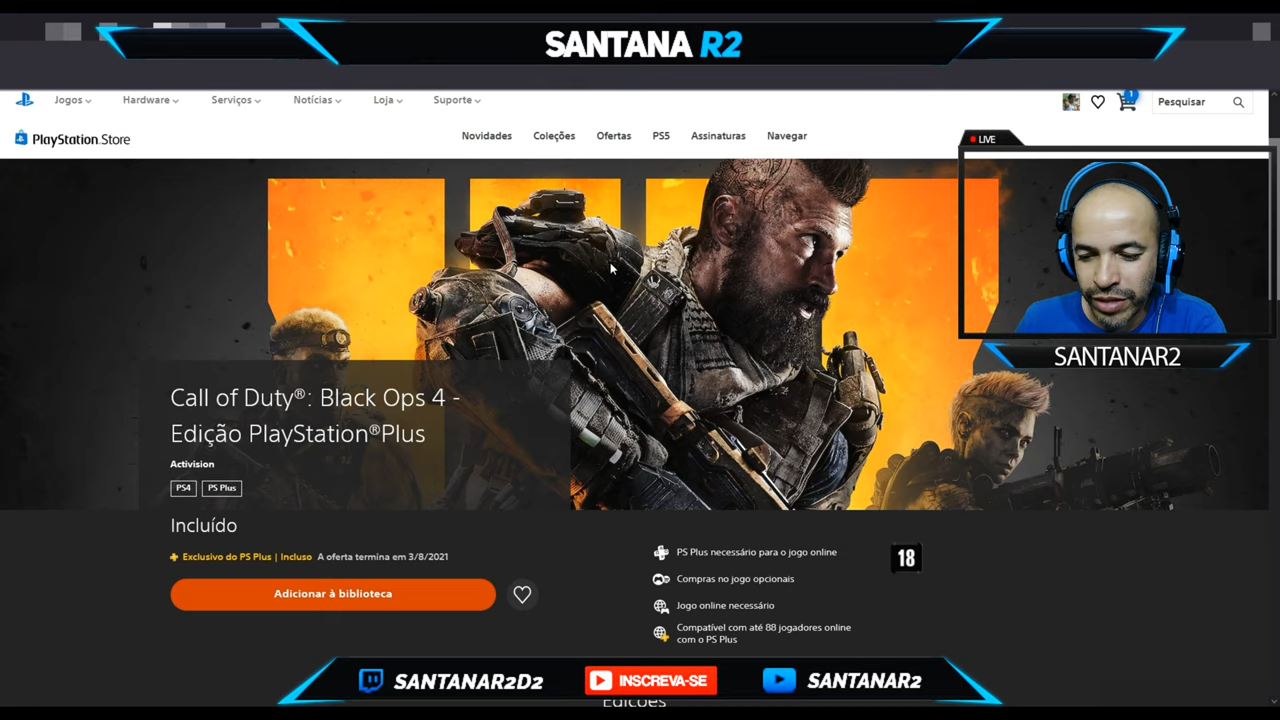 SANTANA R2
Jogos
Hardware
Serviços
Notícias
Loja
Suporte
1
Pesquisar
PlayStation.Store
Novidades
Coleções
Ofertas
PS5
Assinaturas
Navegar
LIVE
SANTANAR2
Call of Duty®: Black Ops 4 -
Edição PlayStation®Plus
Activision
PS4
PS Plus
Incluído
Exclusivo do PS Plus | Incluso A oferta termina em 3/8/2021
Adicionar à biblioteca
PS Plus necessário para o jogo online
Compras no jogo opcionais
Jogo online necessário
Compatível com até 88 jogadores online
com o PS Plus
18
SANTANAR2D2
INSCREVA-SE
SANTANAR2
Edições